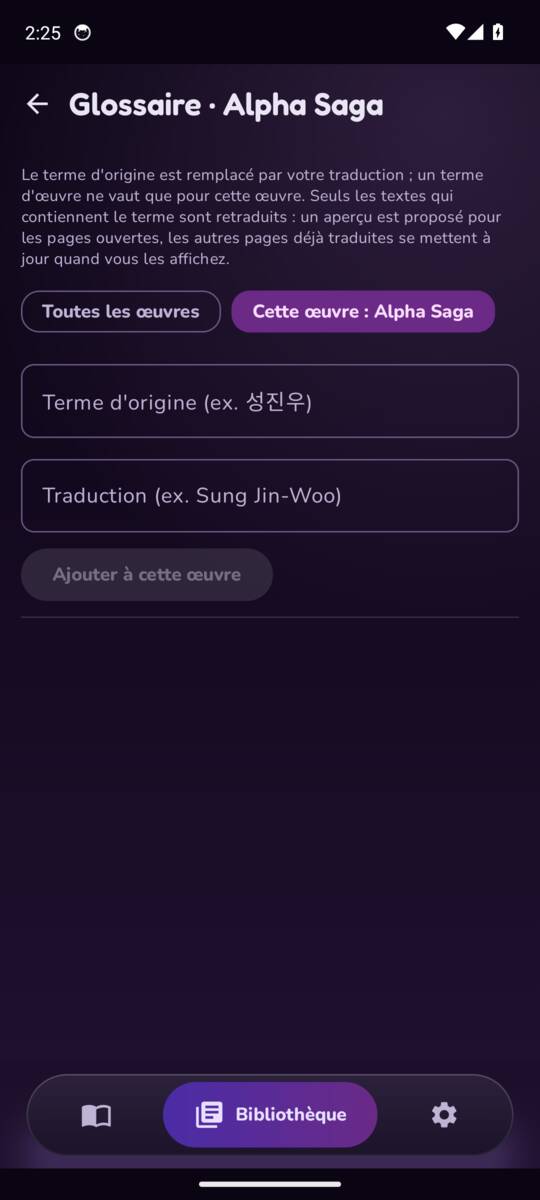 2:25
Glossaire · Alpha Saga
Le terme d'origine est remplacé par votre traduction ; un terme
d'œuvre ne vaut que pour cette œuvre. Seuls les textes qui
contiennent le terme sont retraduits : un aperçu est proposé pour
les pages ouvertes, les autres pages déjà traduites se mettent à
jour quand vous les affichez.
Toutes les œuvres
Cette œuvre : Alpha Saga
Terme d'origine (ex. 성진우)
Traduction (ex. Sung Jin-Woo)
Ajouter à cette œuvre
Bibliothèque